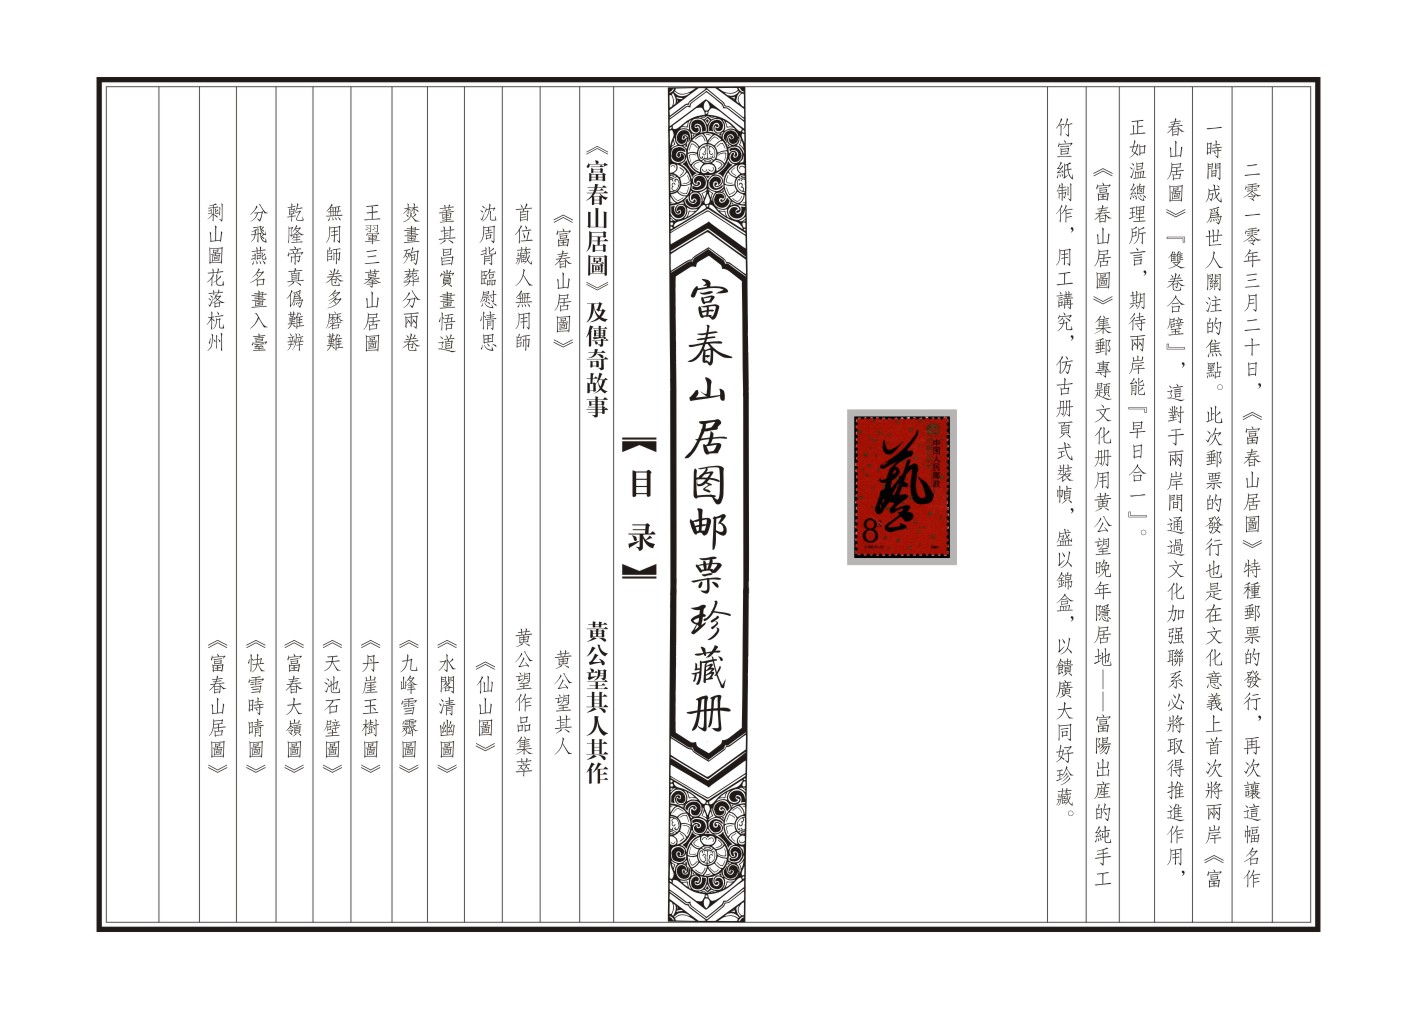 二零一零年三月二十日，《富春山居圖》特種郵票的發行，再次讓這幅名作
一時間成爲世人關注的焦點。此次郵票的發行也是在文化意義上首次將兩岸《富
春山居圖》『雙卷合璧』，這對于兩岸間通過文化加强聯系必將取得推進作用，
正如温總理所言，期待兩岸能『早日合一』。
《富春山居圖》集郵專題文化册用黄公望晚年隱居地——富陽出産的純手工
竹宣紙制作，用工講究，仿古册頁式裝幀，盛以錦盒，以饋廣大同好珍藏。
中国人民邮政
藝
8
富春山居图邮票珍藏册
【目录】
《富春山居圖》及傳奇故事
《富春山居圖》
首位藏人無用師
沈周背臨慰情思
董其昌賞畫悟道
焚畫殉葬分兩卷
王翬三摹山居圖
無用師卷多磨難
乾隆帝真僞難辨
分飛燕名畫入臺
剩山圖花落杭州
黃公望其人其作
黄公望其人
黄公望作品集萃
《仙山圖》
《水閣清幽圖》
《九峰雪霽圖》
《丹崖玉樹圖》
《天池石壁圖》
《富春大嶺圖》
《快雪時晴圖》
《富春山居圖》